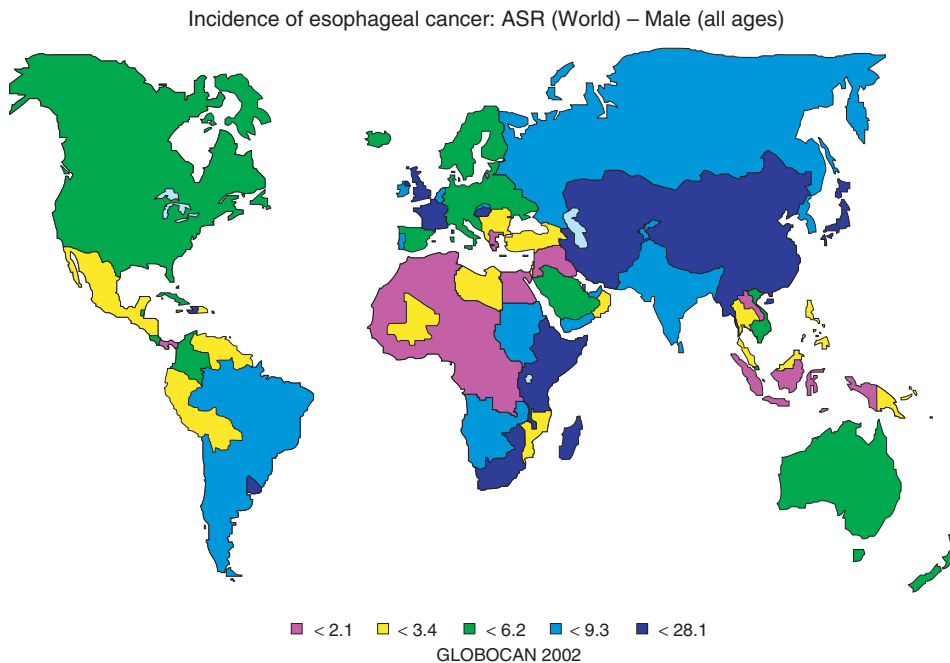 Incidence of esophageal cancer: ASR (World) – Male (all ages)
< 2.1 < 3.4 < 6.2 < 9.3 < 28.1
GLOBOCAN 2002